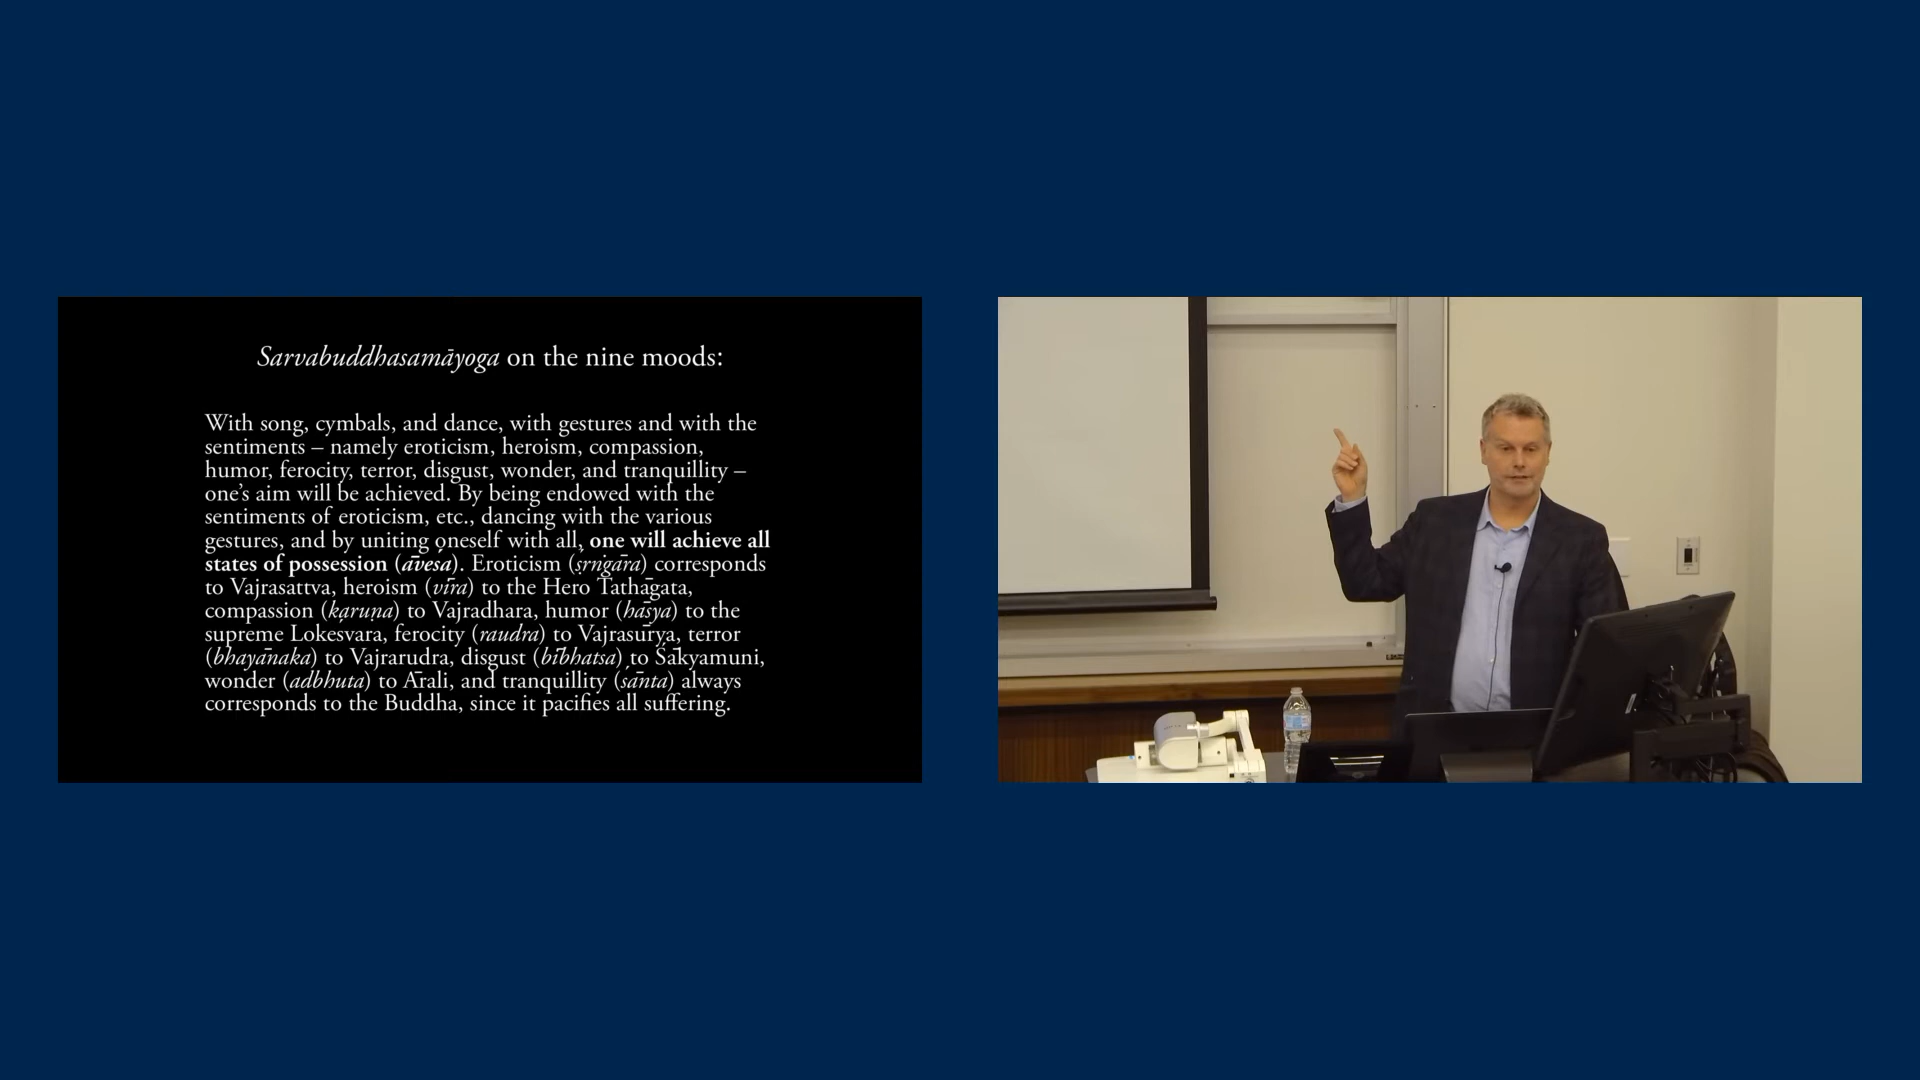 Sarvabuddhasamāyoga on the nine moods:
With song, cymbals, and dance, with gestures and with the
sentiments – namely eroticism, heroism, compassion,
humor, ferocity, terror, disgust, wonder, and tranquillity –
one's aim will be achieved. By being endowed with the
sentiments of eroticism, etc., dancing with the various
gestures, and by uniting oneself with all, one will achieve all
states of possession (āveśa). Eroticism (śṛṅgāra) corresponds
to Vajrasattva, heroism (vīra) to the Hero Tathāgata,
compassion (karuṇa) to Vajradhara, humor (hāsya) to the
supreme Lokesvara, ferocity (raudra) to Vajrasūrya, terror
(bhayānaka) to Vajrarudra, disgust (bībhatsa) to Śākyamuni,
wonder (adbhuta) to Ārali, and tranquillity (śānta) always
corresponds to the Buddha, since it pacifies all suffering.